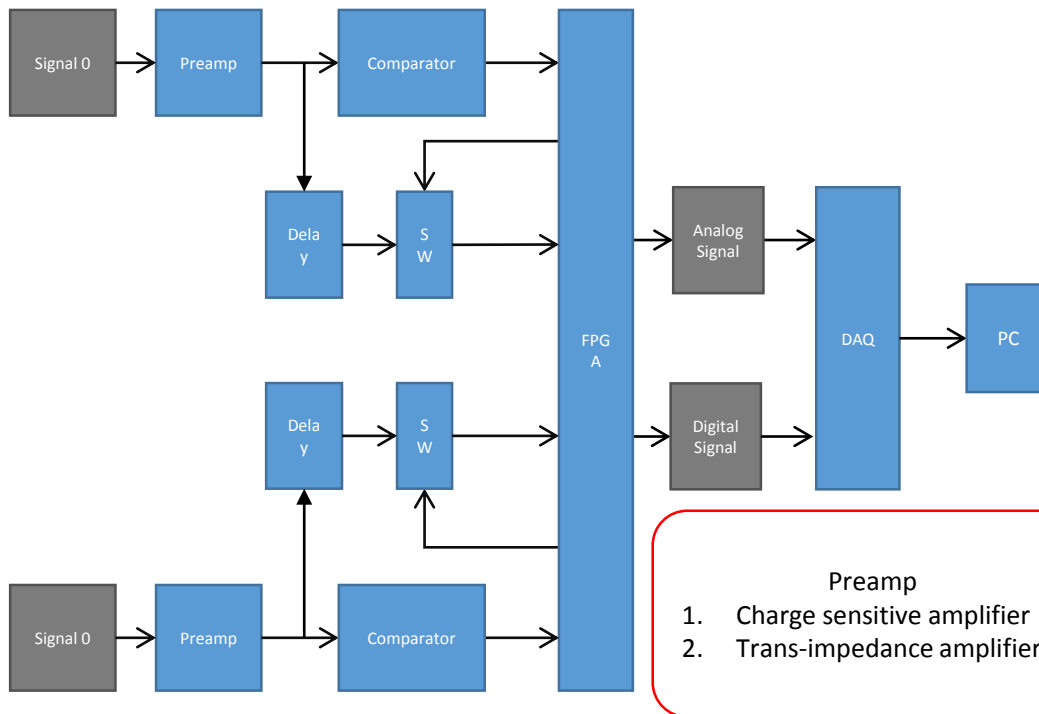 Signal 0
Preamp
Comparator
Dela
y
S
W
Analog
Signal
FPG
A
DAQ
PC
Dela
y
S
W
Digital
Signal
Signal 0
Preamp
Comparator
Preamp
1. Charge sensitive amplifier
2. Trans-impedance amplifier